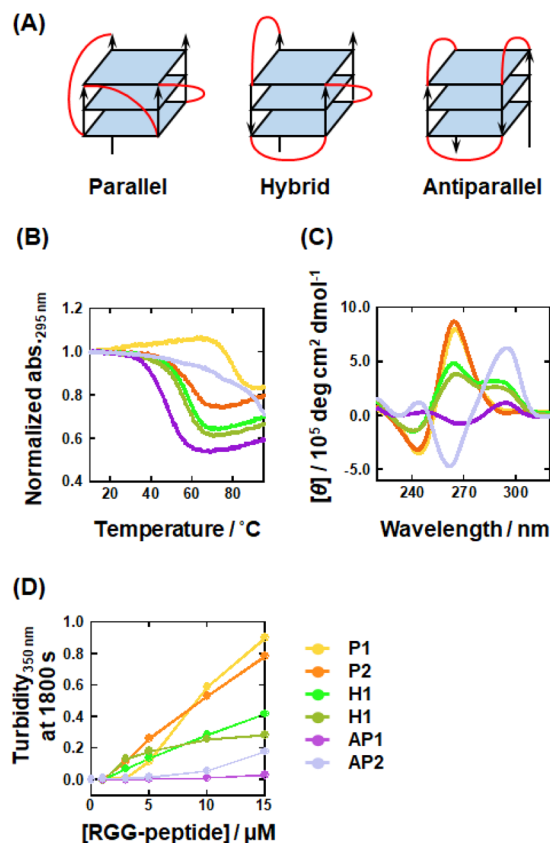 (A)
Parallel Hybrid Antiparallel
(B) (C)
Normalized abs.295 nm
1.2
1.0
0.8
0.6
0.4
20 40 60 80
Temperature / °C
[θ] / 10⁵ deg cm² dmol⁻¹
10.0
5.0
0.0
-5.0
220 270 300
Wavelength / nm
(D)
Turbidity350 nm
at 1800 s
1.0
0.8
0.6
0.4
0.2
0.0
0 5 10 15
[RGG-peptide] / μM
P1
P2
H1
H1
AP1
AP2